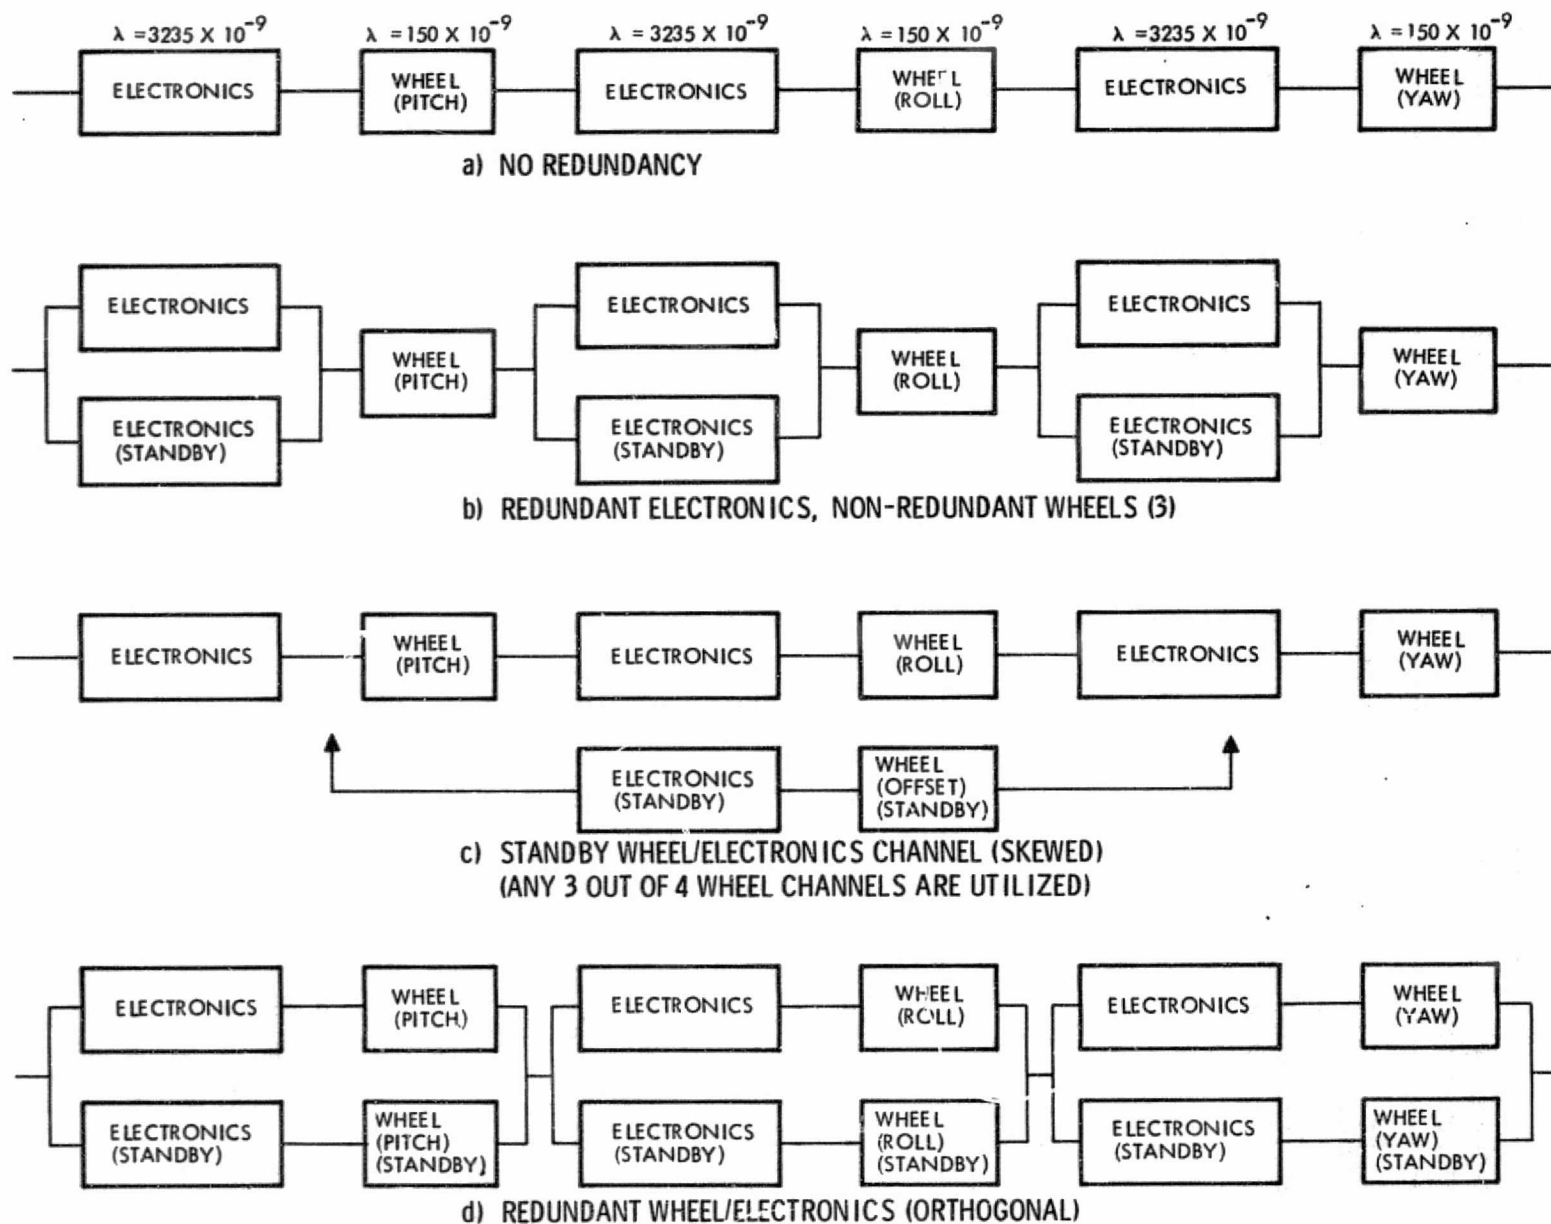 λ = 3235 X 10⁻⁹ λ = 150 X 10⁻⁹ λ = 3235 X 10⁻⁹ λ = 150 X 10⁻⁹ λ = 3235 X 10⁻⁹ λ = 150 X 10⁻⁹
ELECTRONICS
WHEEL
(PITCH)
ELECTRONICS
WHEEL
(ROLL)
ELECTRONICS
WHEEL
(YAW)
a) NO REDUNDANCY
ELECTRONICS
ELECTRONICS
(STANDBY)
WHEEL
(PITCH)
ELECTRONICS
ELECTRONICS
(STANDBY)
WHEEL
(ROLL)
ELECTRONICS
ELECTRONICS
(STANDBY)
WHEEL
(YAW)
b) REDUNDANT ELECTRONICS, NON-REDUNDANT WHEELS (3)
ELECTRONICS
WHEEL
(PITCH)
ELECTRONICS
WHEEL
(ROLL)
ELECTRONICS
WHEEL
(YAW)
ELECTRONICS
(STANDBY)
WHEEL
(OFFSET)
(STANDBY)
c) STANDBY WHEEL/ELECTRONICS CHANNEL (SKEWED)
(ANY 3 OUT OF 4 WHEEL CHANNELS ARE UTILIZED)
ELECTRONICS
WHEEL
(PITCH)
ELECTRONICS
WHEEL
(ROLL)
ELECTRONICS
WHEEL
(YAW)
ELECTRONICS
(STANDBY)
WHEEL
(PITCH)
(STANDBY)
ELECTRONICS
(STANDBY)
WHEEL
(ROLL)
(STANDBY)
ELECTRONICS
(STANDBY)
WHEEL
(YAW)
(STANDBY)
d) REDUNDANT WHEEL/ELECTRONICS (ORTHOGONAL)